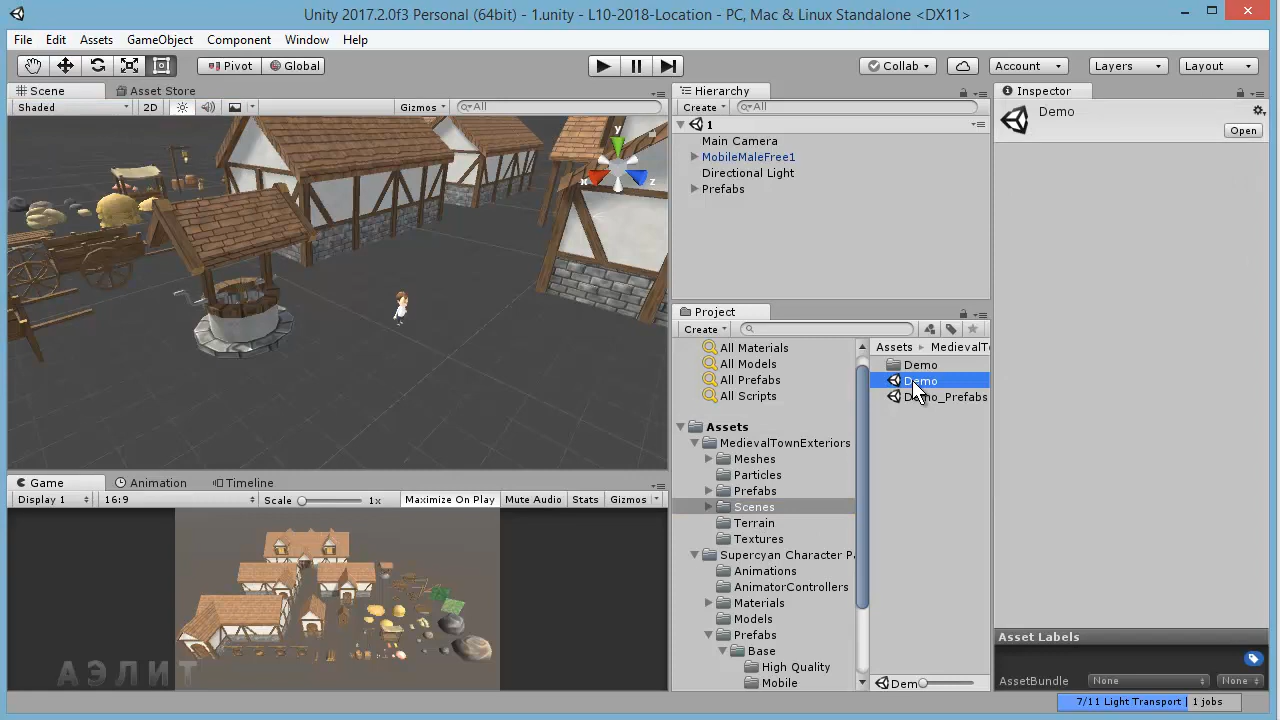 Unity 2017.2.0f3 Personal (64bit) - 1.unity - L10-2018-Location - PC, Mac & Linux Standalone <DX11>
File Edit Assets GameObject Component Window Help
Pivot Global Collab Account Layers Layout
Scene Asset Store
Shaded 2D Gizmos All
y
x z
Hierarchy
Create All
1
Main Camera
MobileMaleFree1
Directional Light
Prefabs
Inspector
Demo
Open
Project
Create
All Materials
All Models
All Prefabs
All Scripts
Assets
MedievalTownExteriors
Meshes
Particles
Prefabs
Scenes
Terrain
Textures
Supercyan Character Pa
Animations
AnimatorControllers
Materials
Models
Prefabs
Base
High Quality
Mobile
Assets MedievalTo
Demo
Demo
Demo_Prefabs
Dem
Game Animation Timeline
Display 1 16:9 Scale 1x Maximize On Play Mute Audio Stats Gizmos
АЭЛИТ
Asset Labels
AssetBundle None None
7/11 Light Transport | 1 jobs